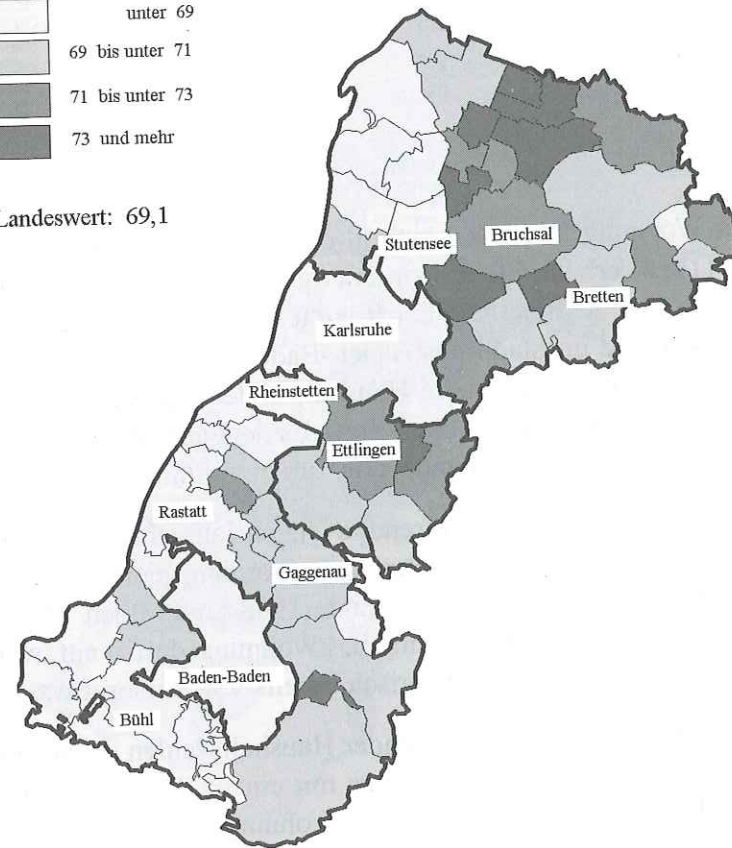 unter 69
69 bis unter 71
71 bis unter 73
73 und mehr
Landeswert: 69,1
Stutensee
Bruchsal
Bretten
Karlsruhe
Rheinstetten
Ettlingen
Rastatt
Gaggenau
Baden-Baden
Bühl